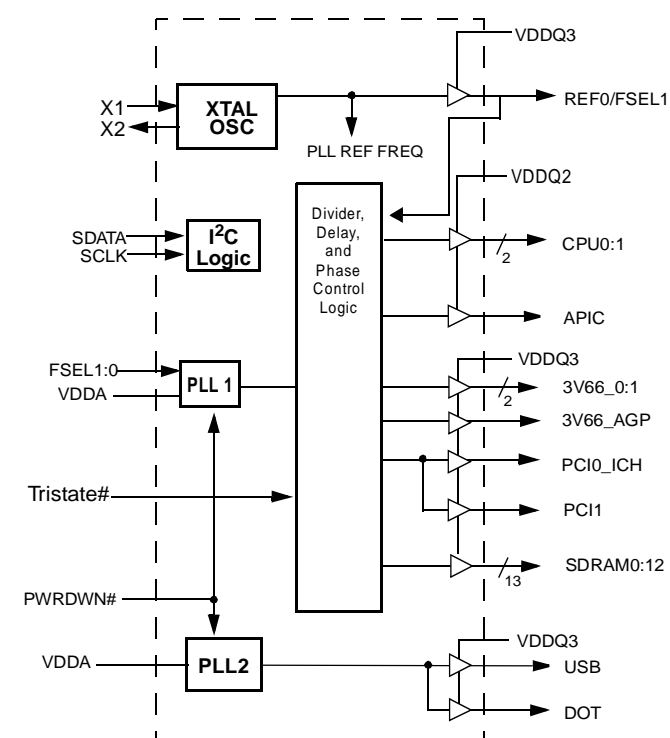 VDDQ3
X1
X2
XTAL
OSC
REF0/FSEL1
PLL REF FREQ
VDDQ2
SDATA
SCLK
I2C
Logic
Divider,
Delay,
and
Phase
Control
Logic
2
CPU0:1
APIC
VDDQ3
FSEL1:0
VDDA
PLL 1
2
3V66_0:1
3V66_AGP
PCI0_ICH
Tristate#
PCI1
13
SDRAM0:12
PWRDWN#
VDDQ3
VDDA
PLL2
USB
DOT